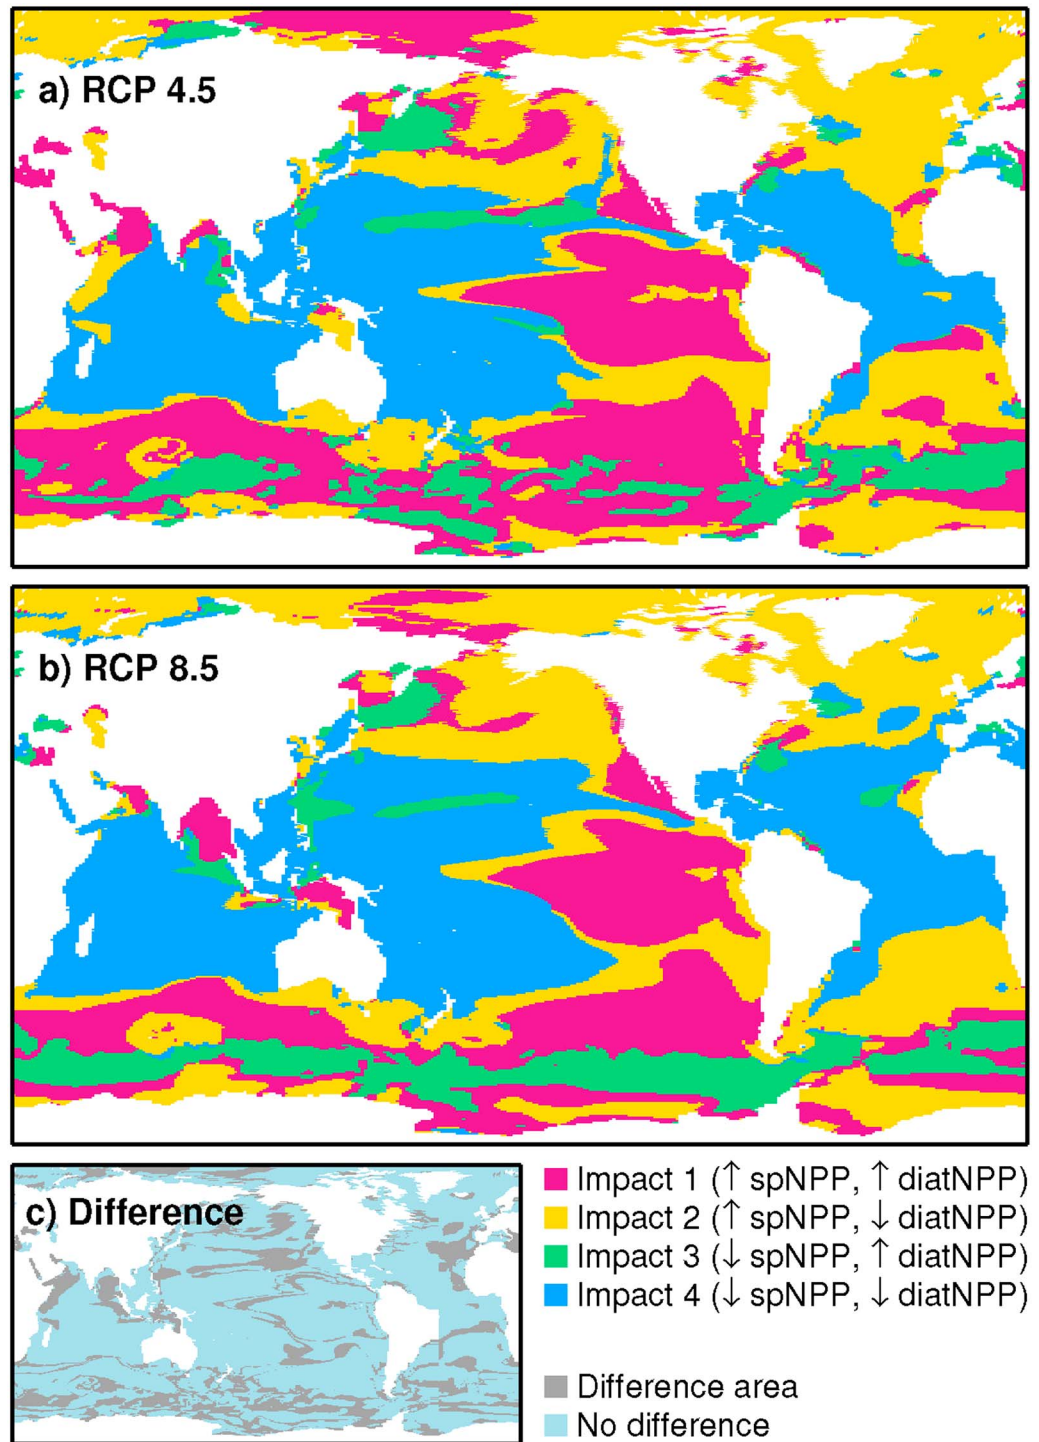 a) RCP 4.5
b) RCP 8.5
c) Difference
Impact 1 (↑ spNPP, ↑ diatNPP)
Impact 2 (↑ spNPP, ↓ diatNPP)
Impact 3 (↓ spNPP, ↑ diatNPP)
Impact 4 (↓ spNPP, ↓ diatNPP)
Difference area
No difference